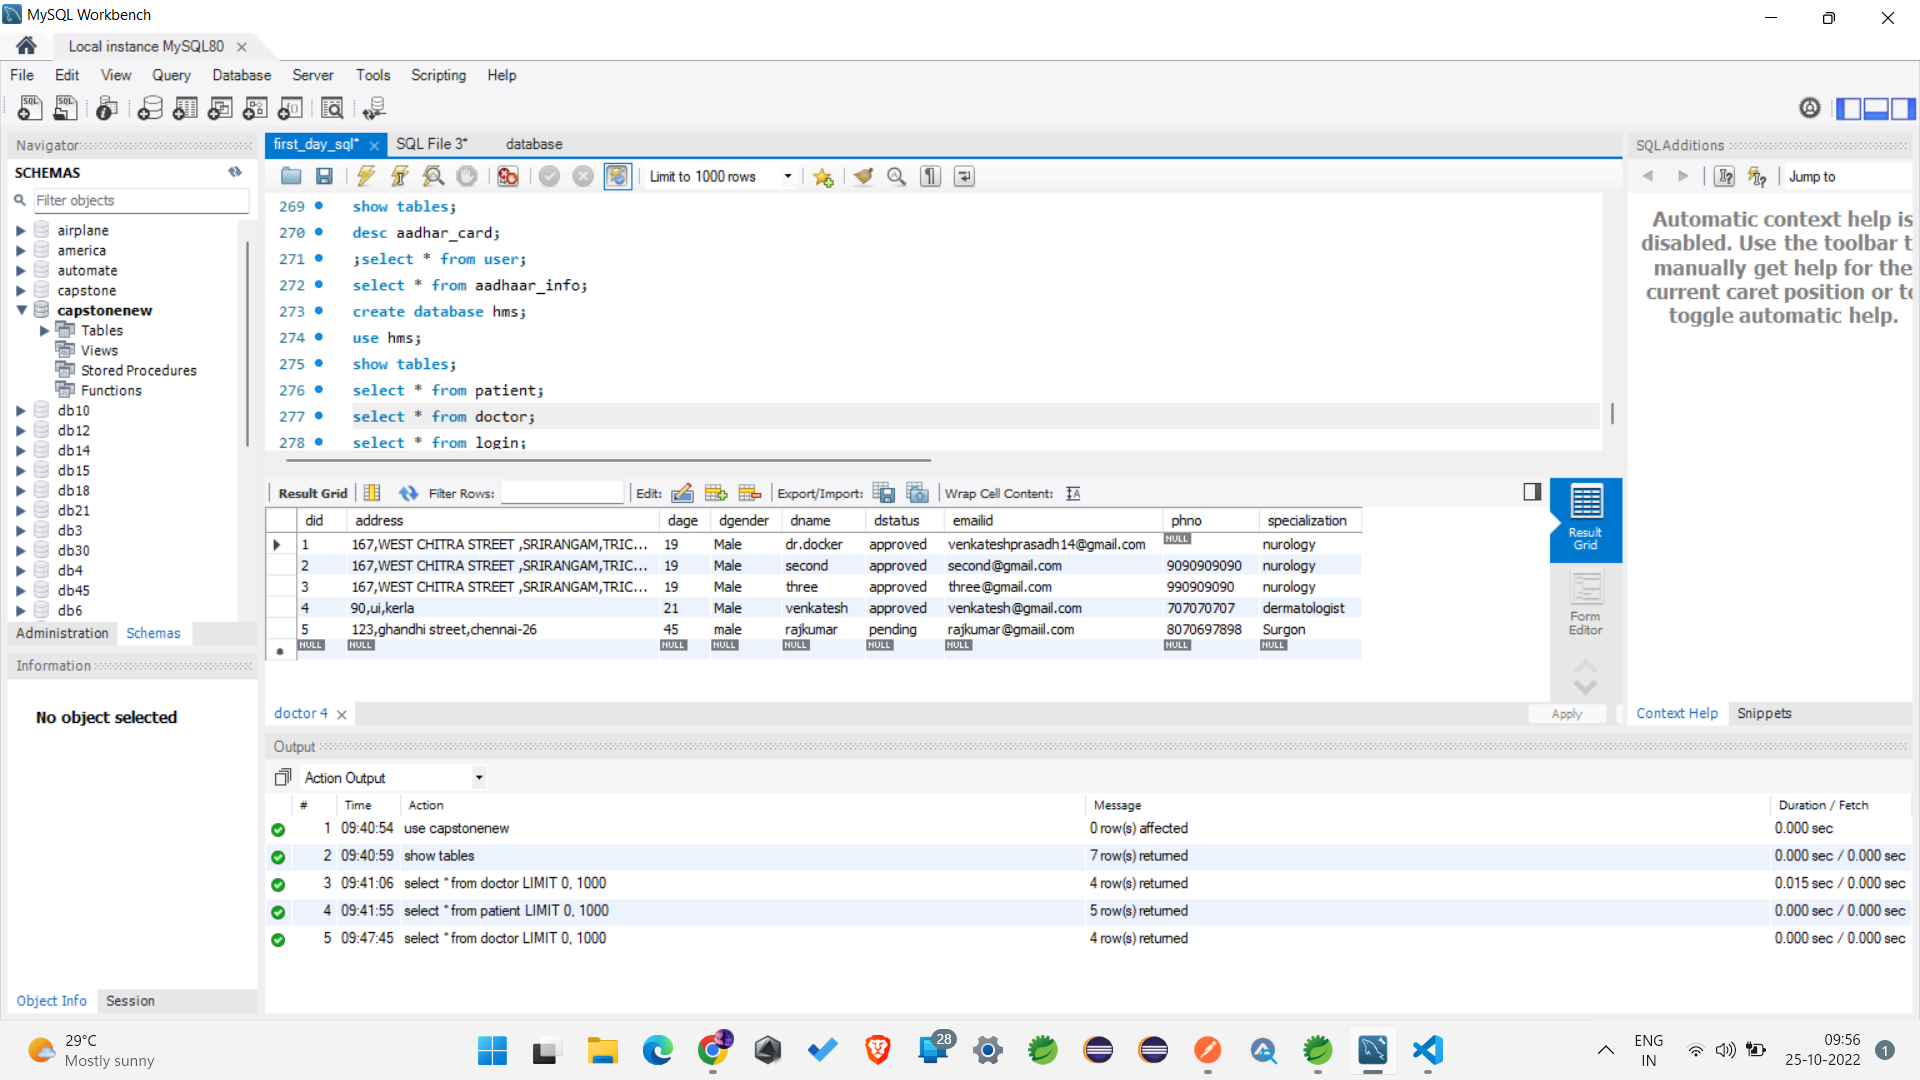 MySQL Workbench
Local instance MySQL80
File Edit View Query Database Server Tools Scripting Help
Navigator
SCHEMAS
Filter objects
airplane
america
automate
capstone
capstonenew
Tables
Views
Stored Procedures
Functions
db10
db12
db14
db15
db18
db21
db3
db30
db4
db45
db6
Administration Schemas
Information
No object selected
Object Info Session
first_day_sql* SQL File 3* database
Limit to 1000 rows
269 show tables;
270 desc aadhar_card;
271 ;select * from user;
272 select * from aadhaar_info;
273 create database hms;
274 use hms;
275 show tables;
276 select * from patient;
277 select * from doctor;
278 select * from login;
Result Grid Filter Rows: Edit: Export/Import: Wrap Cell Content:
did address dage dgender dname dstatus emailid phno specialization
1 167,WEST CHITRA STREET ,SRIRANGAM,TRIC... 19 Male dr.docker approved venkateshprasadh14@gmail.com NULL nurology
2 167,WEST CHITRA STREET ,SRIRANGAM,TRIC... 19 Male second approved second@gmail.com 9090909090 nurology
3 167,WEST CHITRA STREET ,SRIRANGAM,TRIC... 19 Male three approved three@gmail.com 990909090 nurology
4 90,ui,kerla 21 Male venkatesh approved venkatesh@gmail.com 707070707 dermatologist
5 123,ghandhi street,chennai-26 45 male rajkumar pending rajkumar@gmaiil.com 8070697898 Surgon
NULL NULL NULL NULL NULL NULL NULL NULL NULL
Result Grid
Form Editor
doctor 4
Apply
SQLAdditions
Jump to
Automatic context help is
disabled. Use the toolbar t
manually get help for the
current caret position or to
toggle automatic help.
Context Help Snippets
Output
Action Output
# Time Action Message Duration / Fetch
1 09:40:54 use capstonenew 0 row(s) affected 0.000 sec
2 09:40:59 show tables 7 row(s) returned 0.000 sec / 0.000 sec
3 09:41:06 select * from doctor LIMIT 0, 1000 4 row(s) returned 0.015 sec / 0.000 sec
4 09:41:55 select * from patient LIMIT 0, 1000 5 row(s) returned 0.000 sec / 0.000 sec
5 09:47:45 select * from doctor LIMIT 0, 1000 4 row(s) returned 0.000 sec / 0.000 sec
29°C
Mostly sunny
28
ENG
IN
09:56
25-10-2022
1